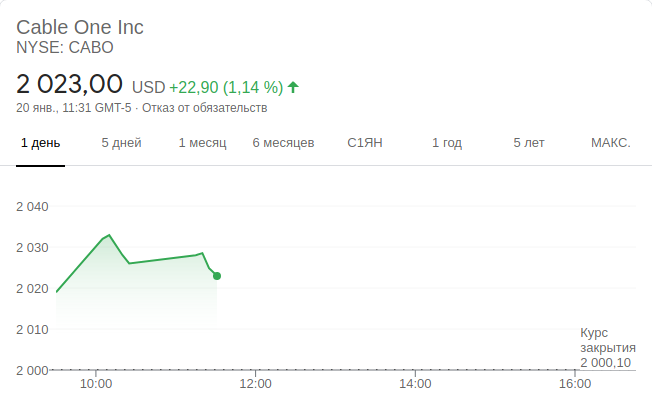 Cable One Inc
NYSE: CABO
2 023,00 USD +22,90 (1,14 %)
20 янв., 11:31 GMT-5 · Отказ от обязательств
1 день 5 дней 1 месяц 6 месяцев С1ЯН 1 год 5 лет МАКС.
2 040
2 030
2 020
2 010
Курс
закрытия
2 000,10
2 000
10:00 12:00 14:00 16:00